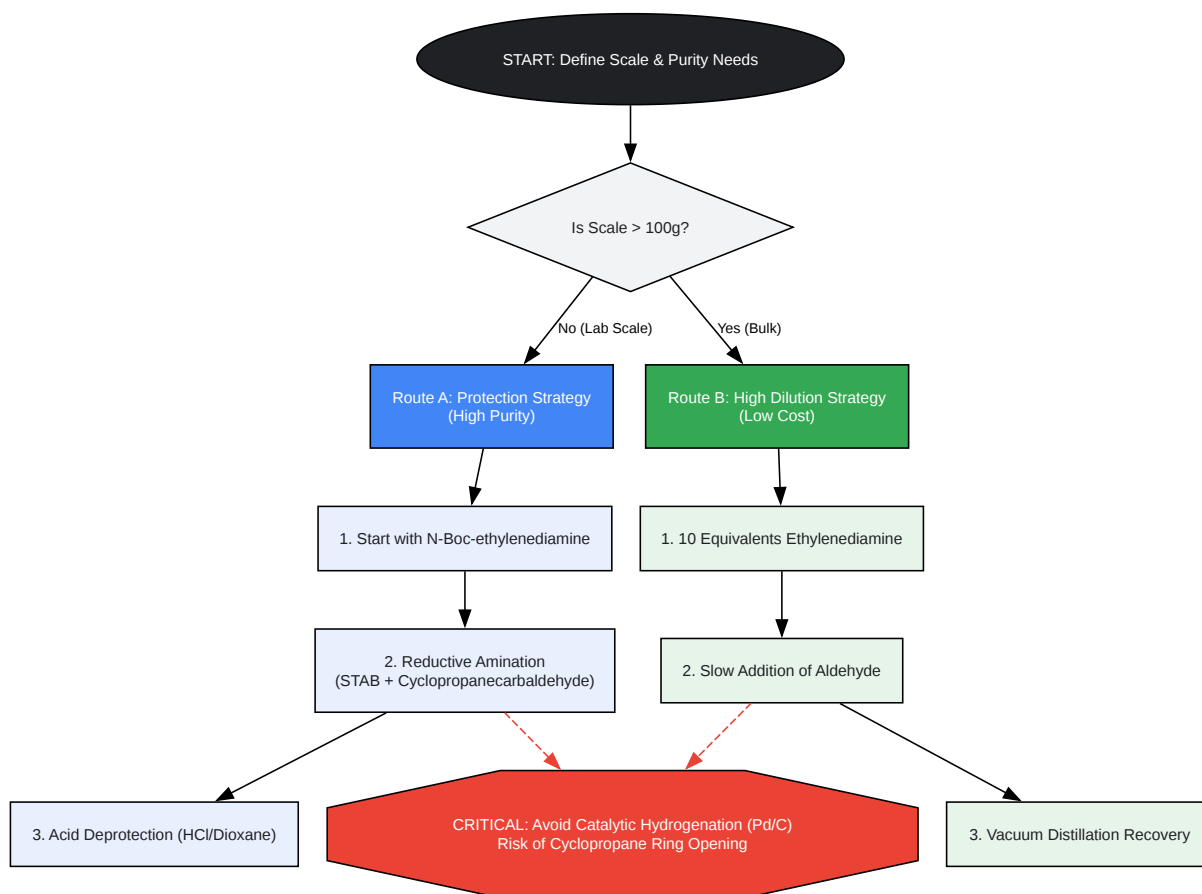 START: Define Scale & Purity Needs
Is Scale > 100g?
No (Lab Scale)
Yes (Bulk)
Route A: Protection Strategy
(High Purity)
Route B: High Dilution Strategy
(Low Cost)
1. Start with N-Boc-ethylenediamine
1. 10 Equivalents Ethylenediamine
2. Reductive Amination
(STAB + Cyclopropanecarbaldehyde)
2. Slow Addition of Aldehyde
3. Acid Deprotection (HCl/Dioxane)
CRITICAL: Avoid Catalytic Hydrogenation (Pd/C)
Risk of Cyclopropane Ring Opening
3. Vacuum Distillation Recovery